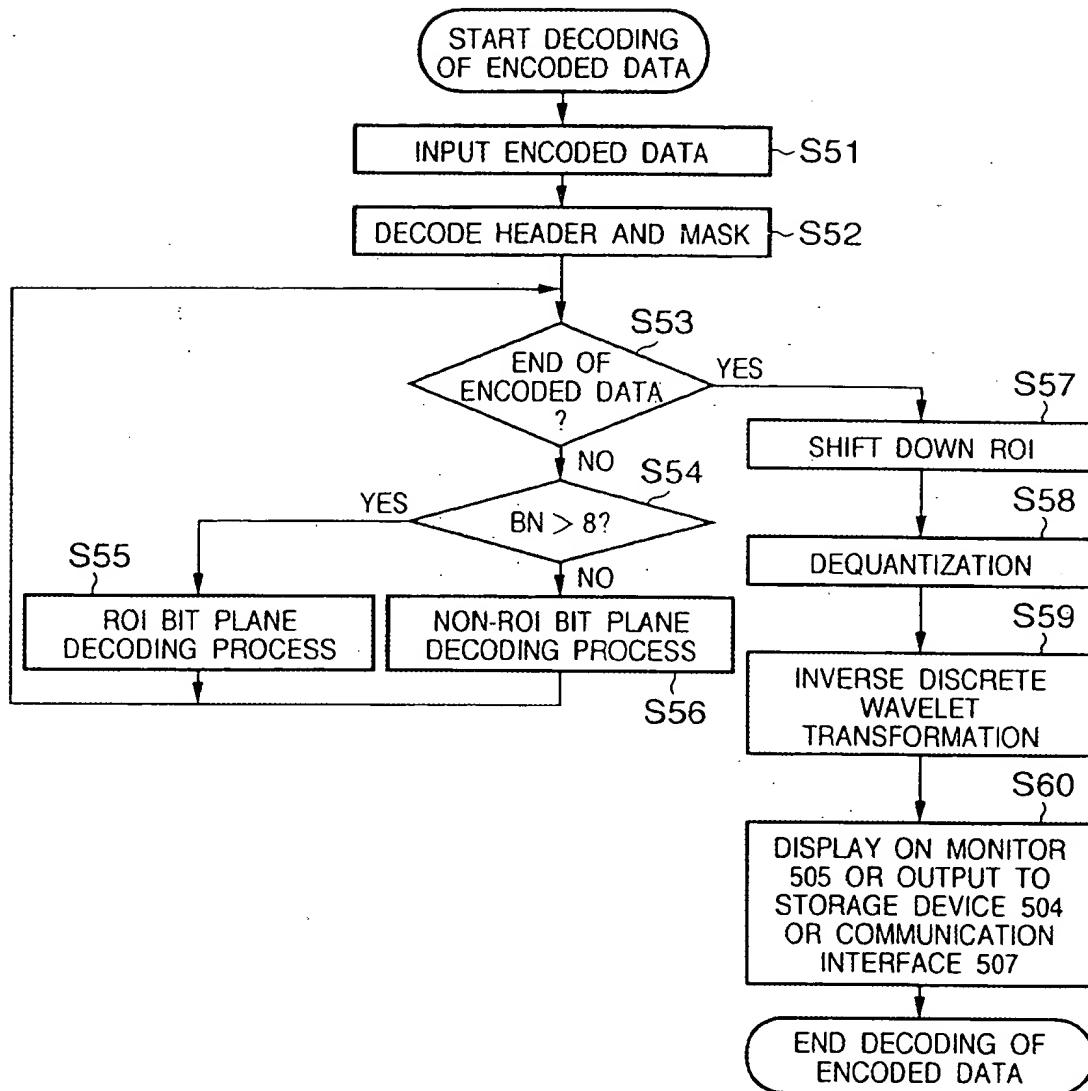 START DECODING
OF ENCODED DATA
INPUT ENCODED DATA
S51
DECODE HEADER AND MASK
S52
S53
END OF
ENCODED DATA
?
YES
NO
S54
YES
BN > 8?
NO
S55
ROI BIT PLANE
DECODING PROCESS
NON-ROI BIT PLANE
DECODING PROCESS
S56
S57
SHIFT DOWN ROI
S58
DEQUANTIZATION
S59
INVERSE DISCRETE
WAVELET
TRANSFORMATION
S60
DISPLAY ON MONITOR
505 OR OUTPUT TO
STORAGE DEVICE 504
OR COMMUNICATION
INTERFACE 507
END DECODING OF
ENCODED DATA